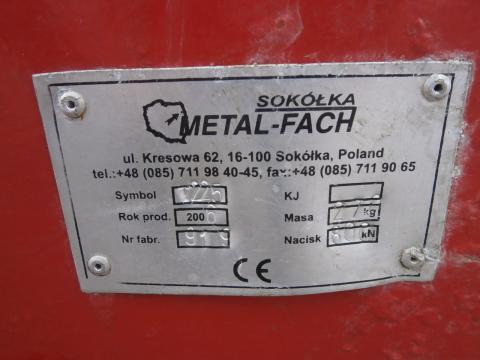 SOKÓŁKA
METAL-FACH
ul. Kresowa 62, 16-100 Sokółka, Poland
tel.:+48 (085) 711 98 40-45, fax:+48 (085) 711 90 65
Symbol KJ
Rok prod. 2006 Masa kg
Nr fabr. Nacisk kN
CE